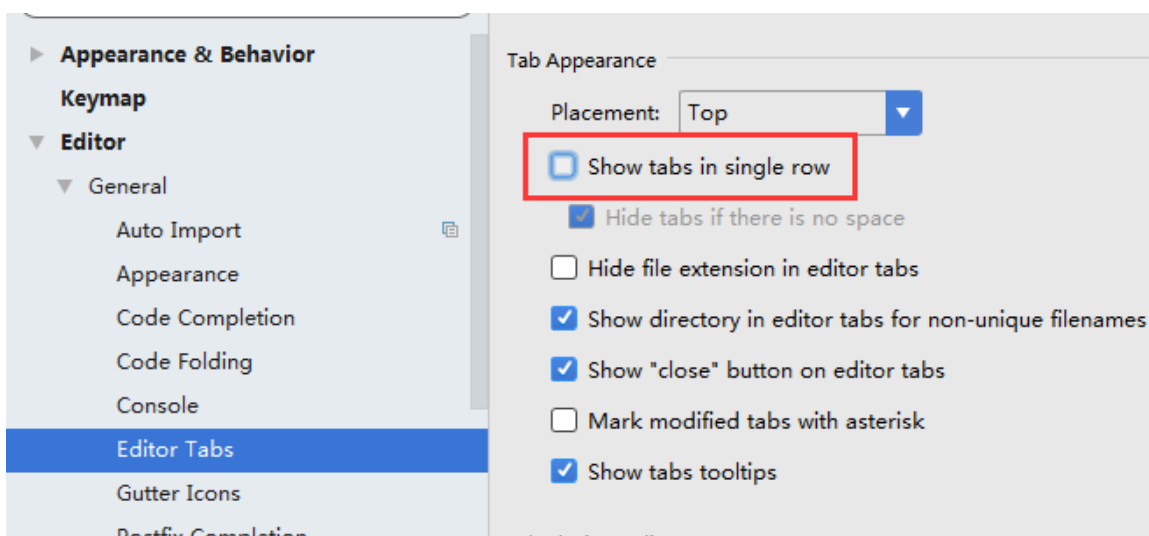 Appearance & Behavior
Keymap
Editor
General
Auto Import
Appearance
Code Completion
Code Folding
Console
Editor Tabs
Gutter Icons
Postfix Completion
Tab Appearance
Placement: Top
Show tabs in single row
Hide tabs if there is no space
Hide file extension in editor tabs
Show directory in editor tabs for non-unique filenames
Show "close" button on editor tabs
Mark modified tabs with asterisk
Show tabs tooltips